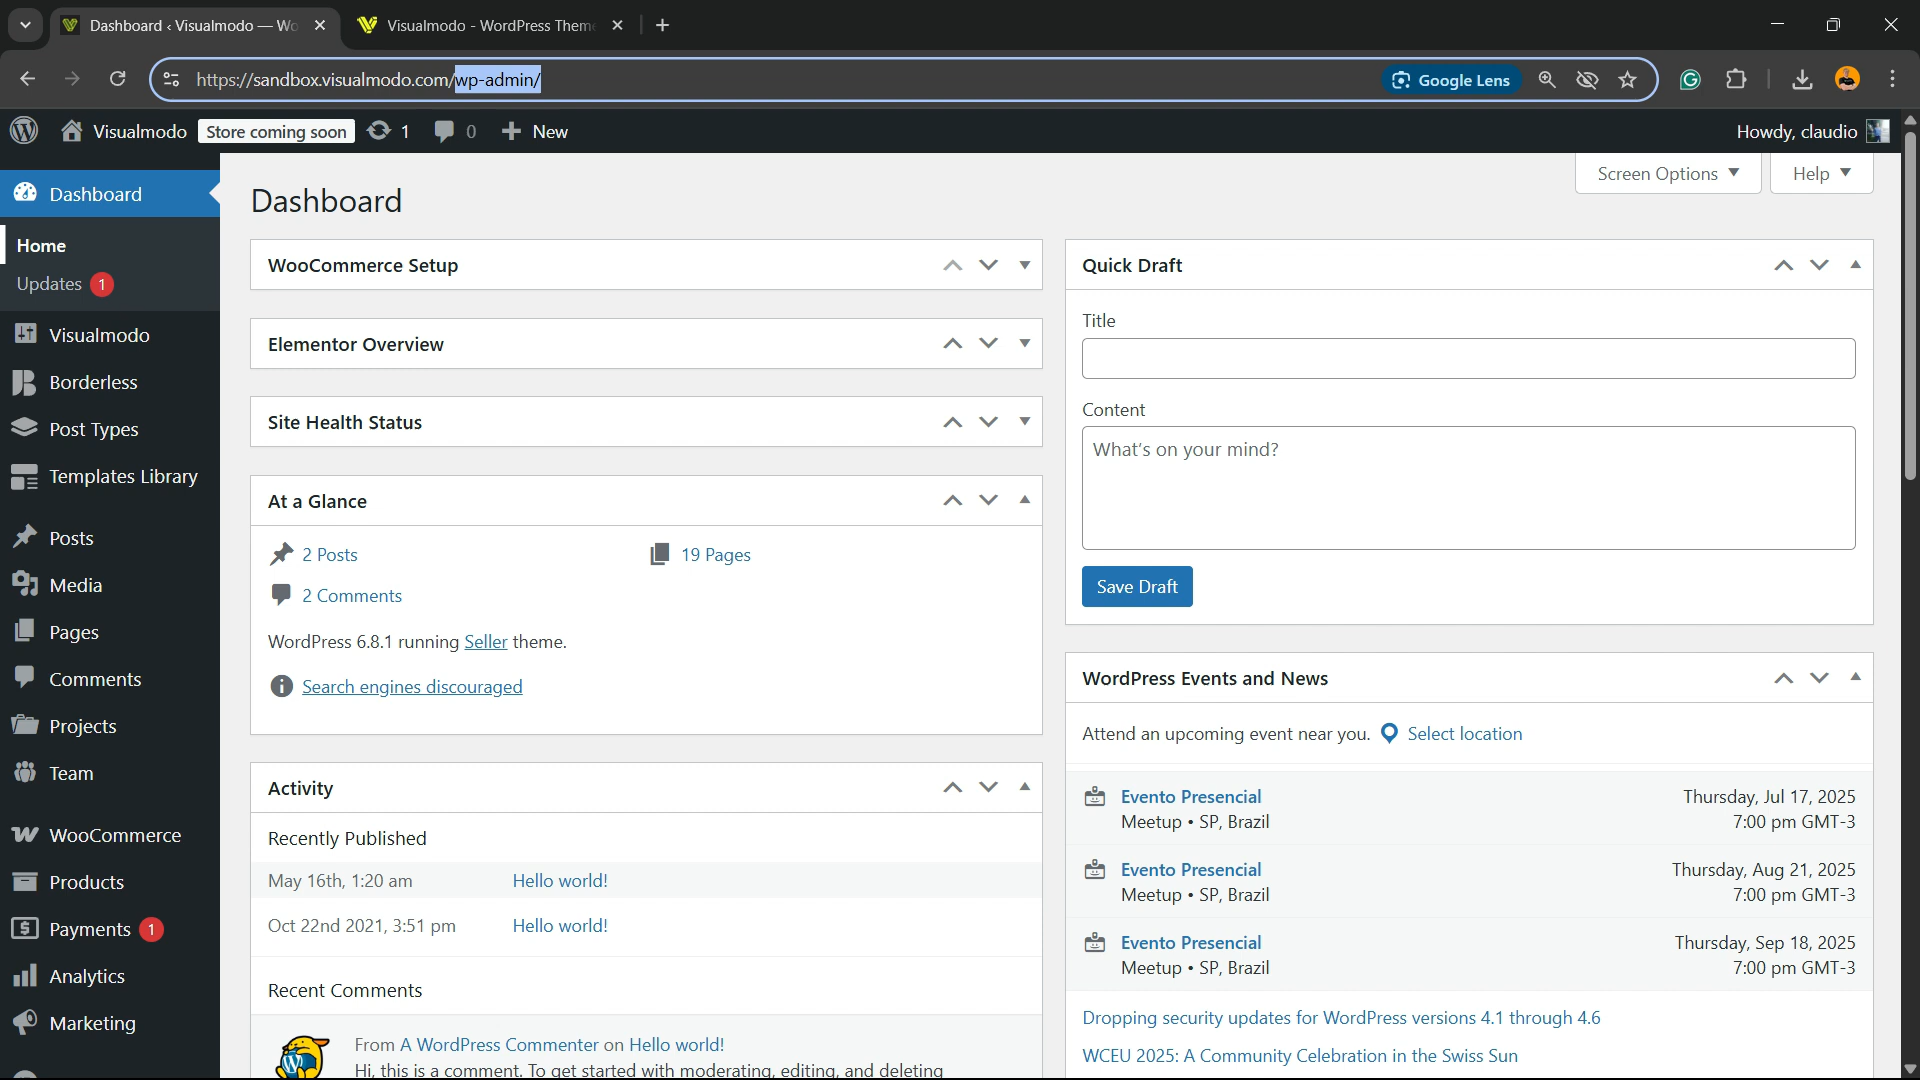 Dashboard ‹ Visualmodo — Wo
Visualmodo - WordPress Them
https://sandbox.visualmodo.com/wp-admin/
Google Lens
Visualmodo
Store coming soon
1
0
New
Howdy, claudio
Dashboard
Home
Updates 1
Visualmodo
Borderless
Post Types
Templates Library
Posts
Media
Pages
Comments
Projects
Team
WooCommerce
Products
Payments 1
Analytics
Marketing
Screen Options
Help
Dashboard
WooCommerce Setup
Elementor Overview
Site Health Status
At a Glance
2 Posts
19 Pages
2 Comments
WordPress 6.8.1 running Seller theme.
Search engines discouraged
Activity
Recently Published
May 16th, 1:20 am Hello world!
Oct 22nd 2021, 3:51 pm Hello world!
Recent Comments
From A WordPress Commenter on Hello world!
Hi, this is a comment. To get started with moderating, editing, and deleting
Quick Draft
Title
Content
What's on your mind?
Save Draft
WordPress Events and News
Attend an upcoming event near you. Select location
Evento Presencial Thursday, Jul 17, 2025
Meetup • SP, Brazil 7:00 pm GMT-3
Evento Presencial Thursday, Aug 21, 2025
Meetup • SP, Brazil 7:00 pm GMT-3
Evento Presencial Thursday, Sep 18, 2025
Meetup • SP, Brazil 7:00 pm GMT-3
Dropping security updates for WordPress versions 4.1 through 4.6
WCEU 2025: A Community Celebration in the Swiss Sun